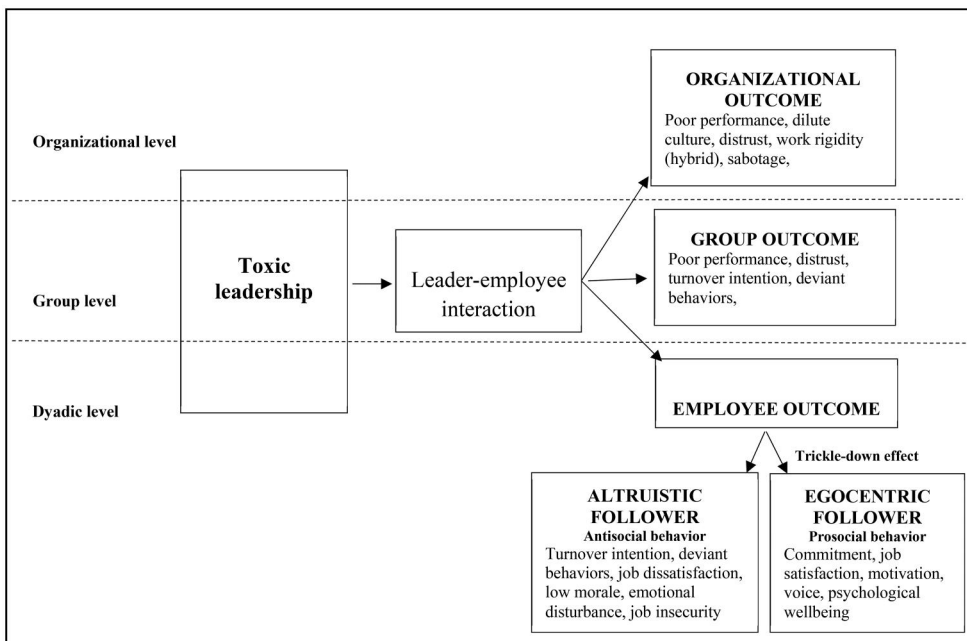 ORGANIZATIONAL
OUTCOME
Poor performance, dilute
culture, distrust, work rigidity
(hybrid), sabotage,
Organizational level
Toxic
leadership
Leader-employee
interaction
GROUP OUTCOME
Poor performance, distrust,
turnover intention, deviant
behaviors,
Group level
Dyadic level
EMPLOYEE OUTCOME
Trickle-down effect
ALTRUISTIC
FOLLOWER
Antisocial behavior
Turnover intention, deviant
behaviors, job dissatisfaction,
low morale, emotional
disturbance, job insecurity
EGOCENTRIC
FOLLOWER
Prosocial behavior
Commitment, job
satisfaction, motivation,
voice, psychological
wellbeing